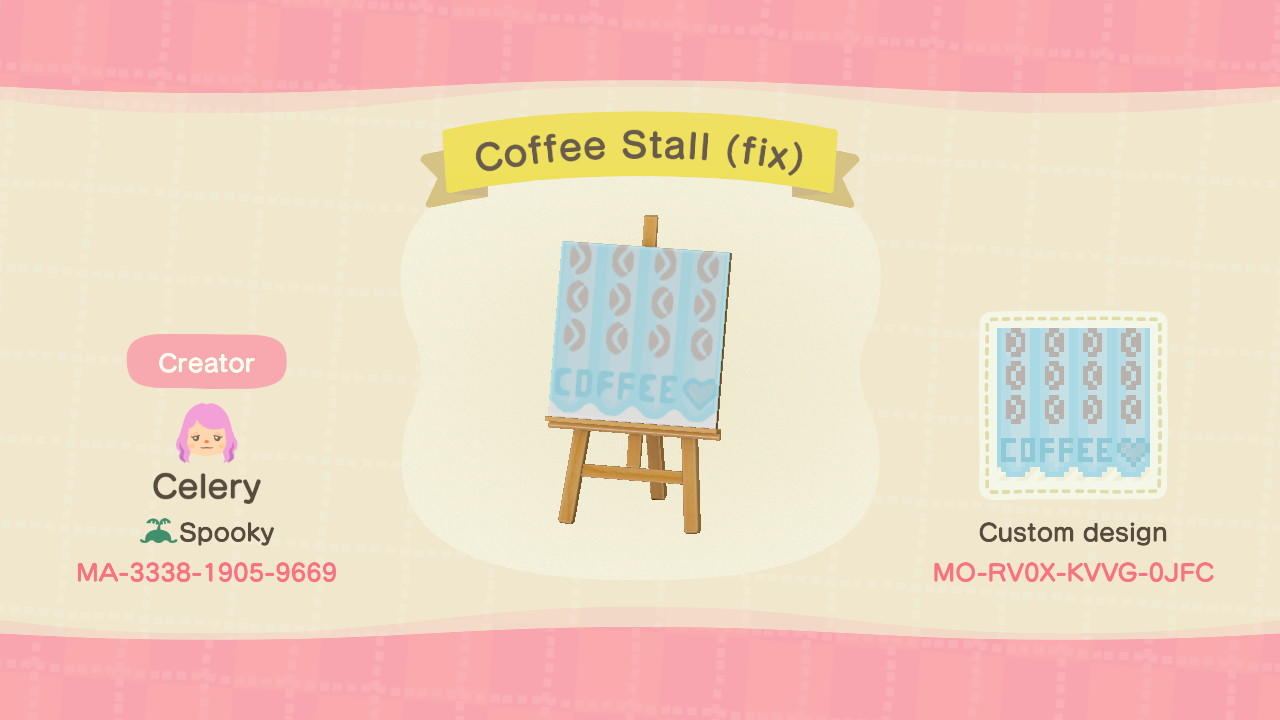 Coffee Stall (fix)
COFFEE
Creator
Celery
Spooky
MA-3338-1905-9669
COFFEE
Custom design
MO-RV0X-KVVG-0JFC